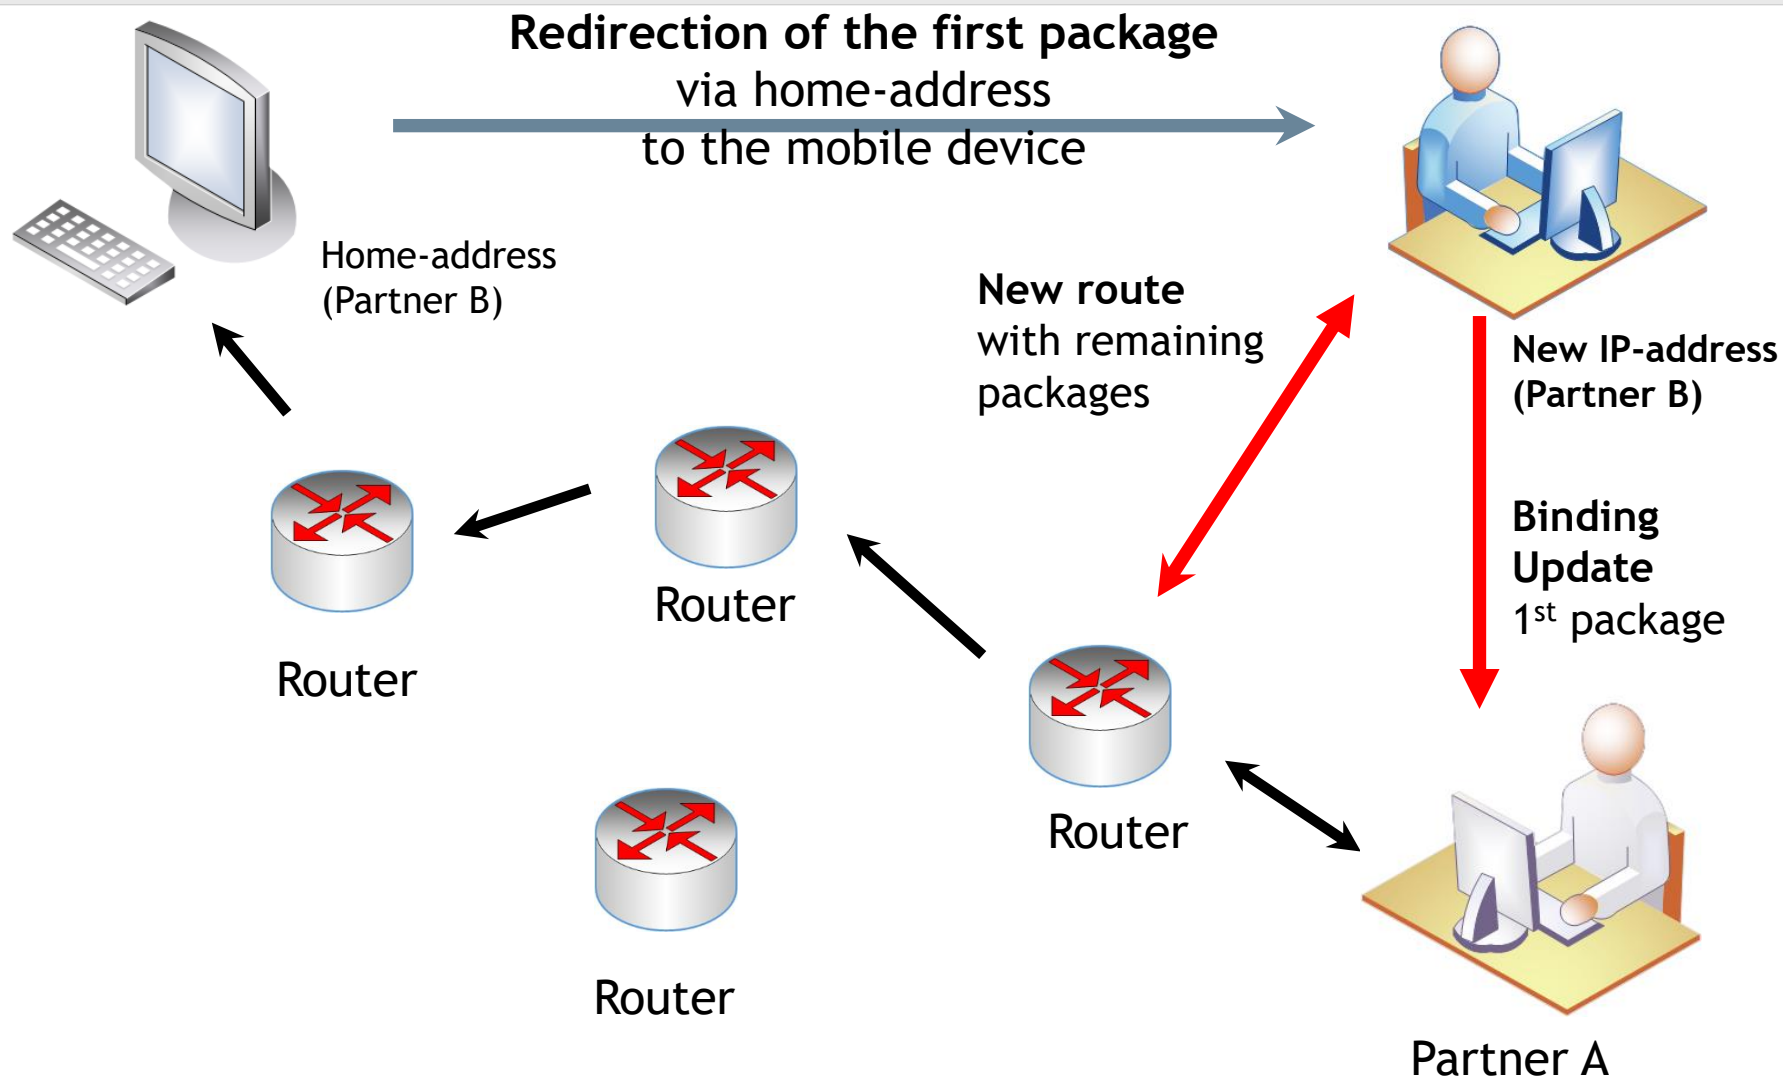 Redirection of the first package
via home-address
to the mobile device
Home-address
(Partner B)
New route
with remaining
packages
New IP-address
(Partner B)
Binding
Update
1st package
Router
Router
Router
Router
Partner A